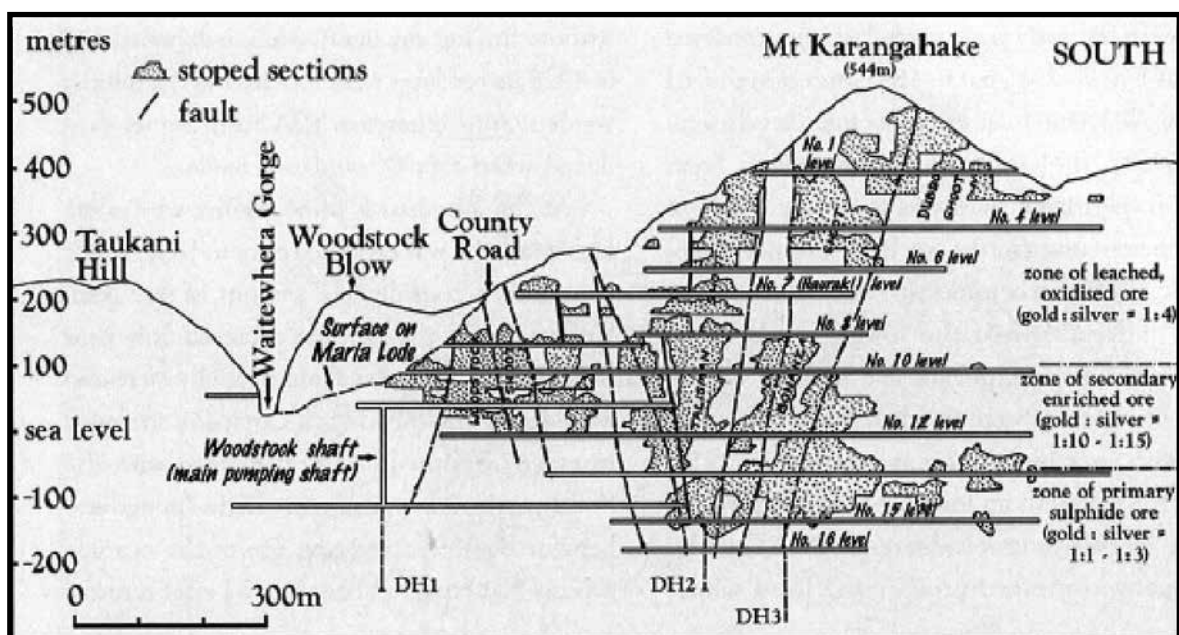 metres
stoped sections
fault
Mt Karangahake
(544m)
SOUTH
500
400
300
200
100
sea level
-100
-200
Taukani
Hill
Waitewheta Gorge
Woodstock
Blow
County
Road
Surface on
Maria Lode
Woodstock shaft
(main pumping shaft)
No. 1
level
No. 4 level
No. 6 level
No. 7 (Hauraki) level
No. 8 level
No. 10 level
No. 12 level
No. 15 level
No. 16 level
zone of leached,
oxidised ore
(gold:silver = 1:4)
zone of secondary
enriched ore
(gold : silver =
1:10 - 1:15)
zone of primary
sulphide ore
(gold : silver =
1:1 - 1:3)
DH1
DH2
DH3
0
300m